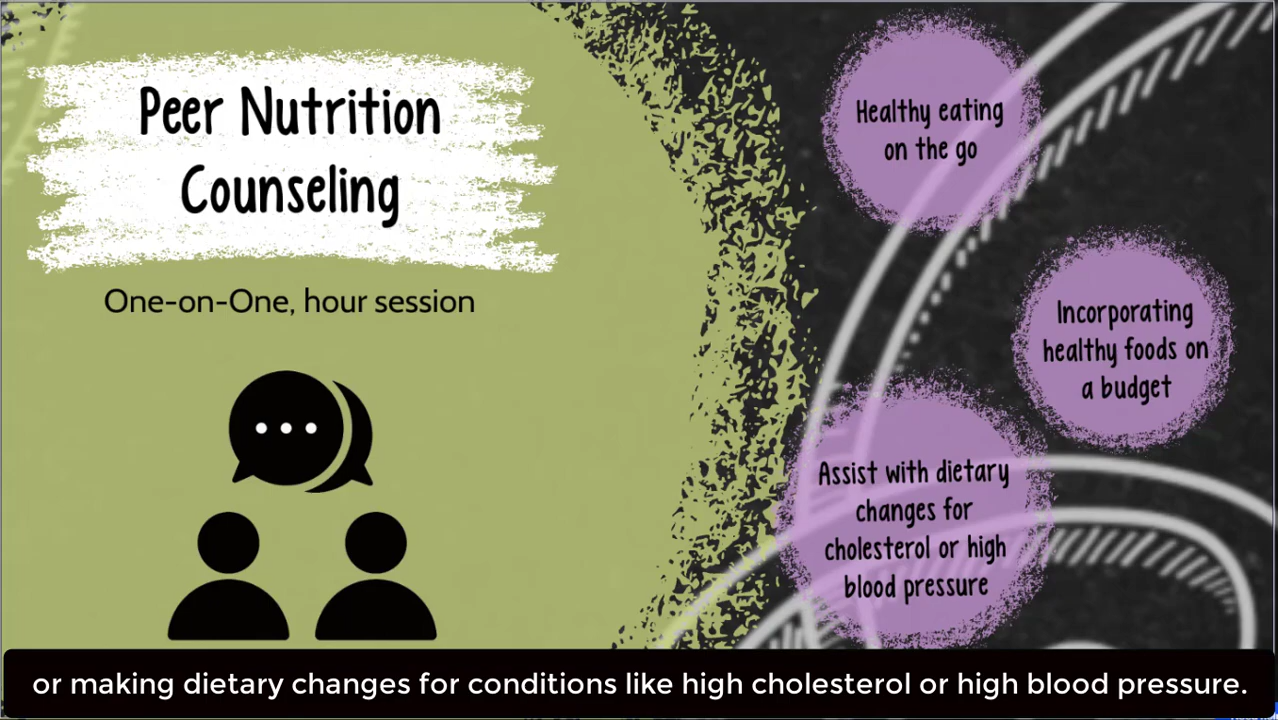 Peer Nutrition
Counseling
One-on-One, hour session
Healthy eating
on the go
Incorporating
healthy foods on
a budget
Assist with dietary
changes for
cholesterol or high
blood pressure
or making dietary changes for conditions like high cholesterol or high blood pressure.